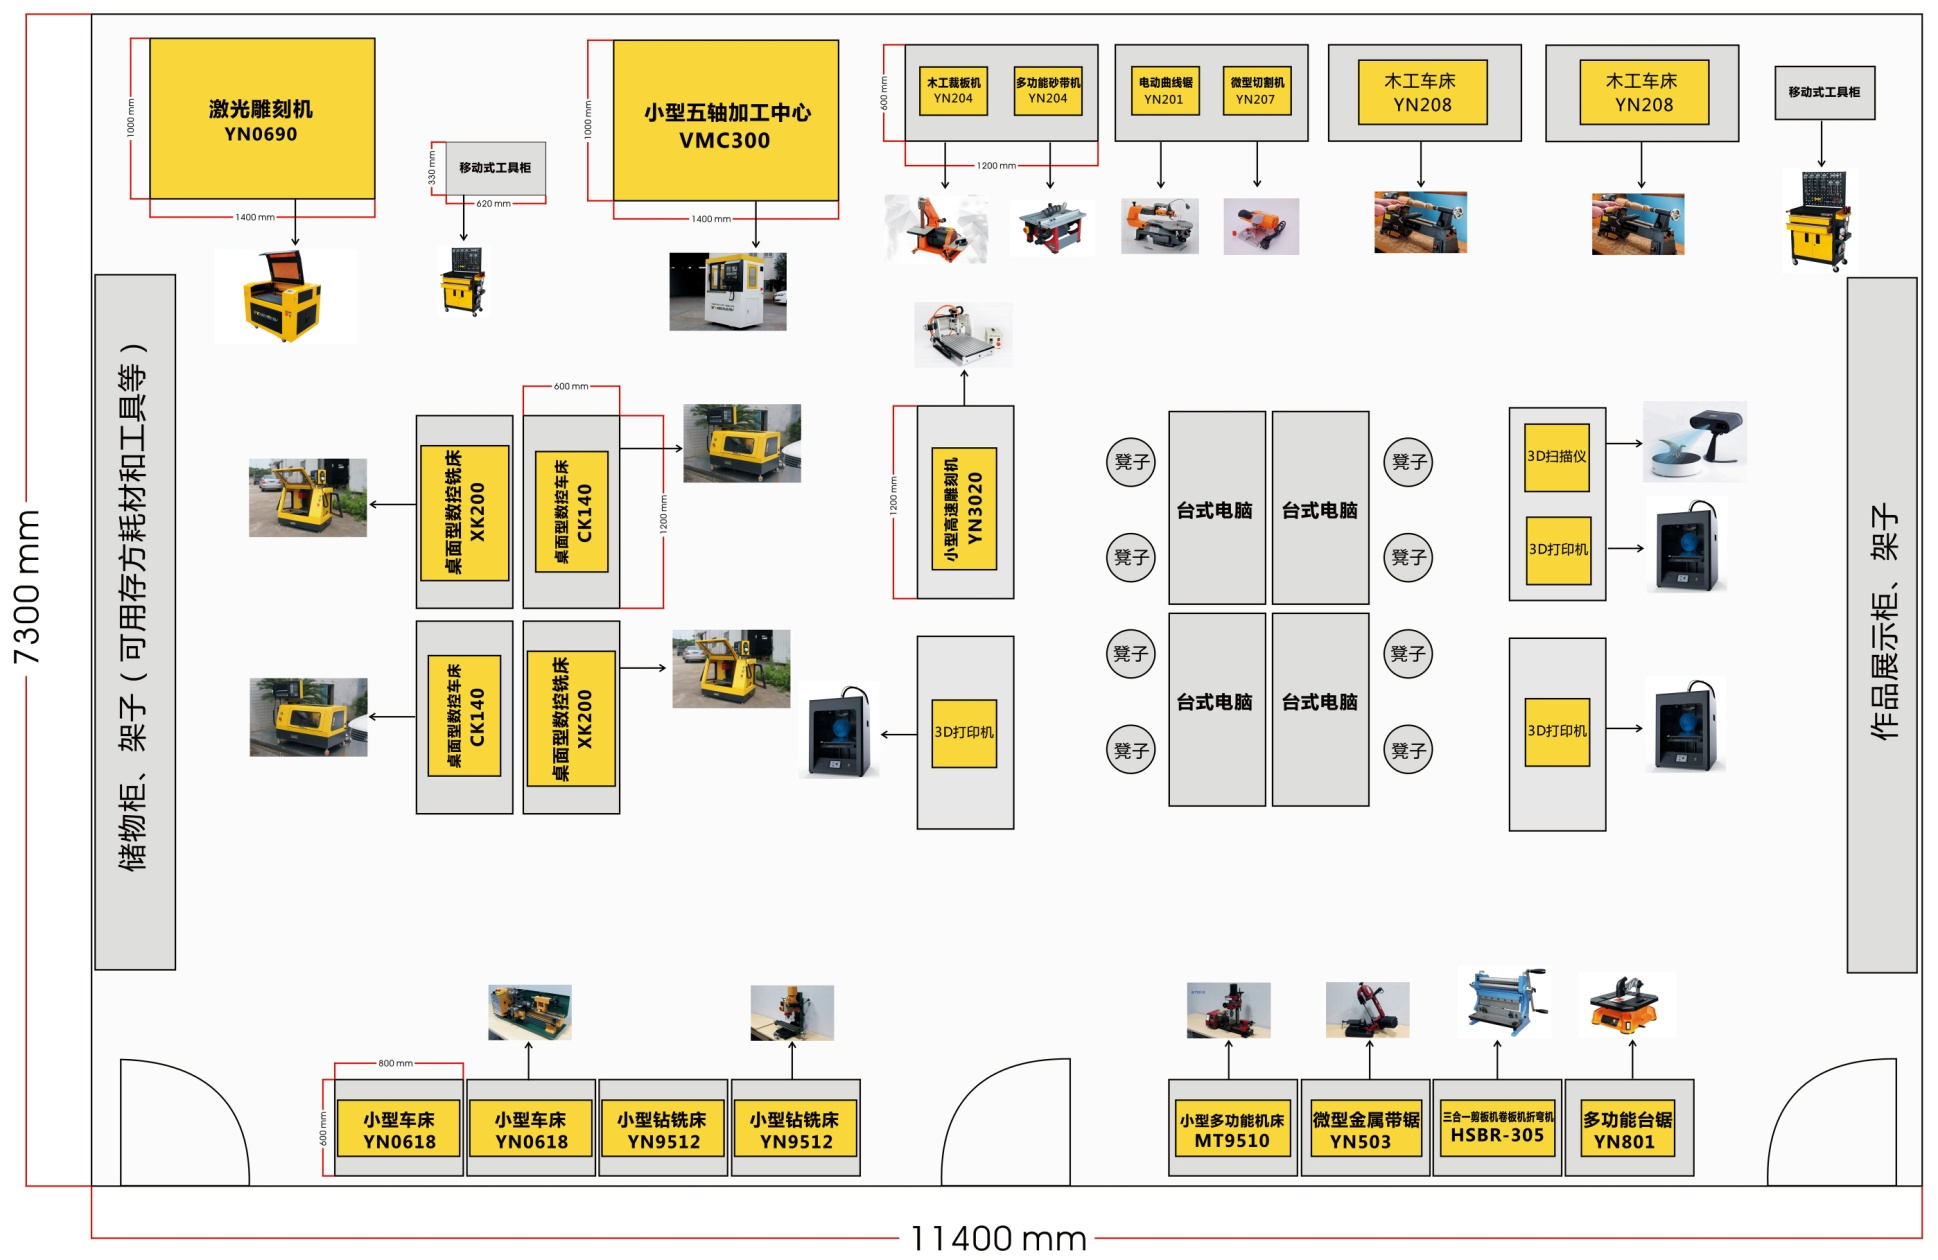 激光雕刻机
YN0690
1000 mm
1400 mm
移动式工具柜
330 mm
620 mm
小型五轴加工中心
VMC300
1000 mm
1400 mm
木工裁板机
YN204
多功能砂带机
YN204
600 mm
1200 mm
电动曲线锯
YN201
微型切割机
YN207
木工车床
YN208
木工车床
YN208
移动式工具柜
储物柜、架子（可用存方耗材和工具等）
7300 mm
桌面型数控铣床
XK200
600 mm
桌面型数控车床
CK140
1200 mm
桌面型数控车床
CK140
桌面型数控铣床
XK200
1200 mm
小型高速雕刻机
YN3020
3D打印机
凳子
凳子
凳子
凳子
台式电脑
台式电脑
台式电脑
台式电脑
凳子
凳子
凳子
凳子
3D扫描仪
3D打印机
3D打印机
作品展示柜、架子
800 mm
600 mm
小型车床
YN0618
小型车床
YN0618
小型钻铣床
YN9512
小型钻铣床
YN9512
小型多功能机床
MT9510
微型金属带锯
YN503
三合一剪板机卷板机折弯机
HSBR-305
多功能台锯
YN801
11400 mm